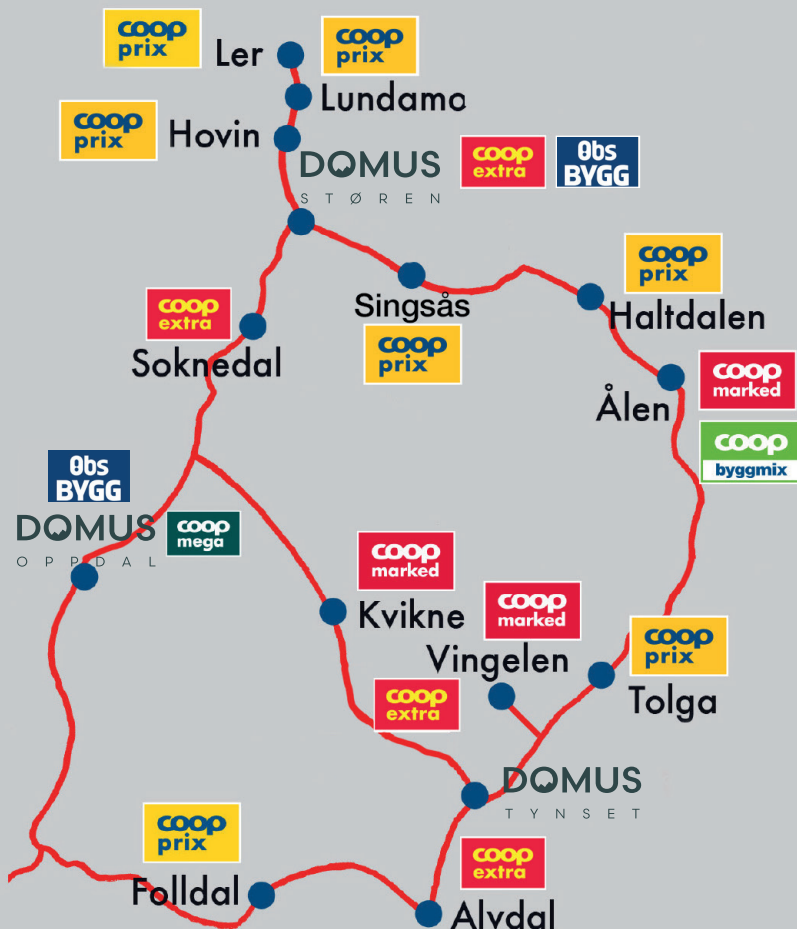 coop
prix
Ler
coop
prix
Lundamo
coop
prix
Hovin
DOMUS
STØREN
coop
extra
Obs
BYGG
Singsås
coop
prix
coop
prix
Haltdalen
coop
extra
Soknedal
Ålen
coop
marked
coop
byggmix
Obs
BYGG
DOMUS
OPPDAL
coop
mega
coop
marked
Kvikne
coop
marked
Vingelen
coop
prix
Tolga
coop
extra
DOMUS
TYNSET
coop
prix
Folldal
coop
extra
Alvdal